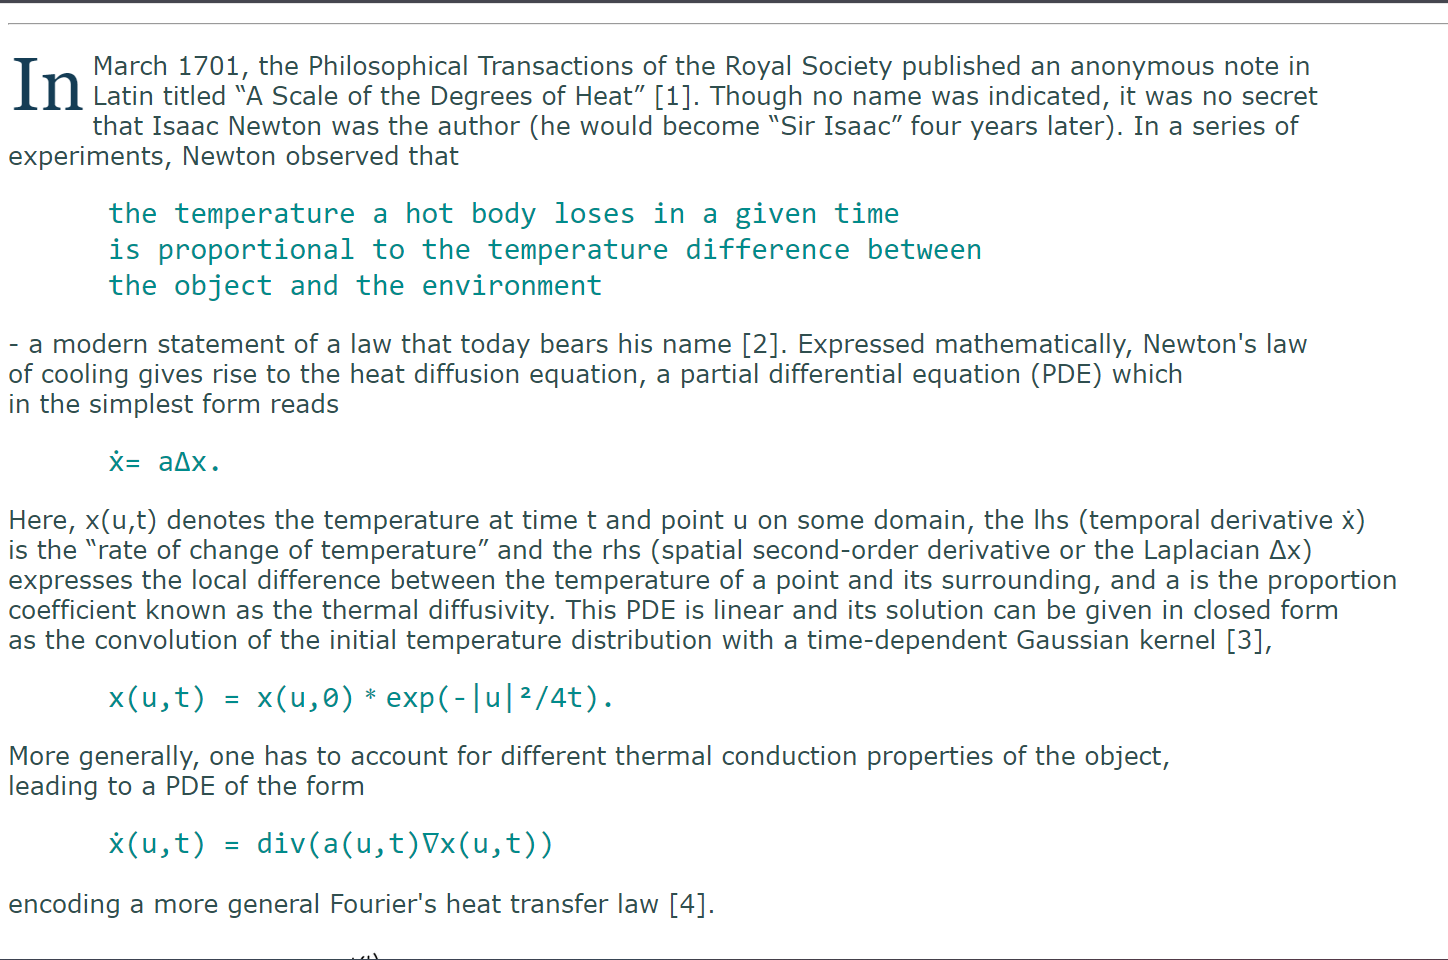 In March 1701, the Philosophical Transactions of the Royal Society published an anonymous note in
Latin titled “A Scale of the Degrees of Heat” [1]. Though no name was indicated, it was no secret
that Isaac Newton was the author (he would become “Sir Isaac” four years later). In a series of
experiments, Newton observed that
the temperature a hot body loses in a given time
is proportional to the temperature difference between
the object and the environment
- a modern statement of a law that today bears his name [2]. Expressed mathematically, Newton's law
of cooling gives rise to the heat diffusion equation, a partial differential equation (PDE) which
in the simplest form reads
ẋ= aΔx.
Here, x(u,t) denotes the temperature at time t and point u on some domain, the lhs (temporal derivative ẋ)
is the “rate of change of temperature” and the rhs (spatial second-order derivative or the Laplacian Δx)
expresses the local difference between the temperature of a point and its surrounding, and a is the proportion
coefficient known as the thermal diffusivity. This PDE is linear and its solution can be given in closed form
as the convolution of the initial temperature distribution with a time-dependent Gaussian kernel [3],
x(u,t) = x(u,0) * exp(-|u|²/4t).
More generally, one has to account for different thermal conduction properties of the object,
leading to a PDE of the form
ẋ(u,t) = div(a(u,t)∇x(u,t))
encoding a more general Fourier's heat transfer law [4].